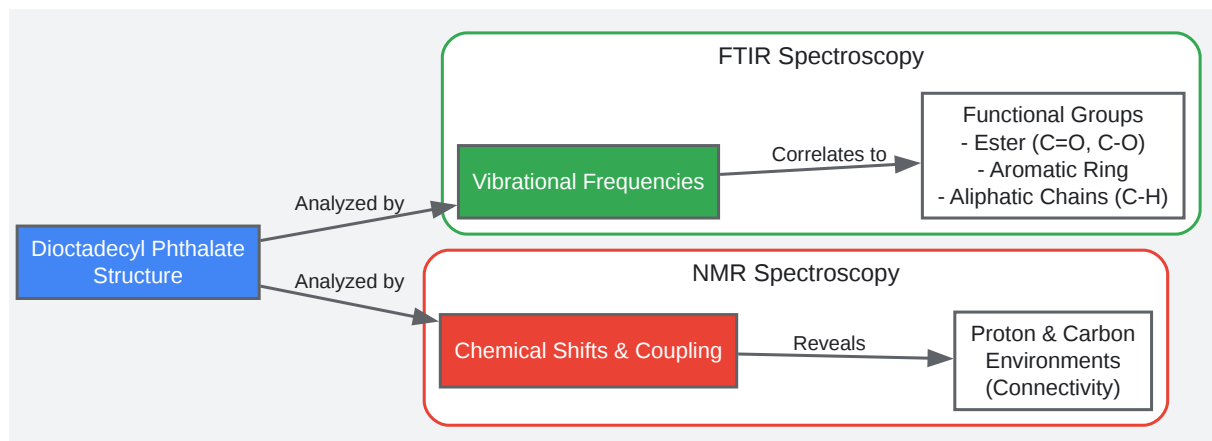 FTIR Spectroscopy
Functional Groups
- Ester (C=O, C-O)
- Aromatic Ring
- Aliphatic Chains (C-H)
Correlates to
Vibrational Frequencies
Analyzed by
Dioctadecyl Phthalate
Structure
Analyzed by
NMR Spectroscopy
Chemical Shifts & Coupling
Reveals
Proton & Carbon
Environments
(Connectivity)